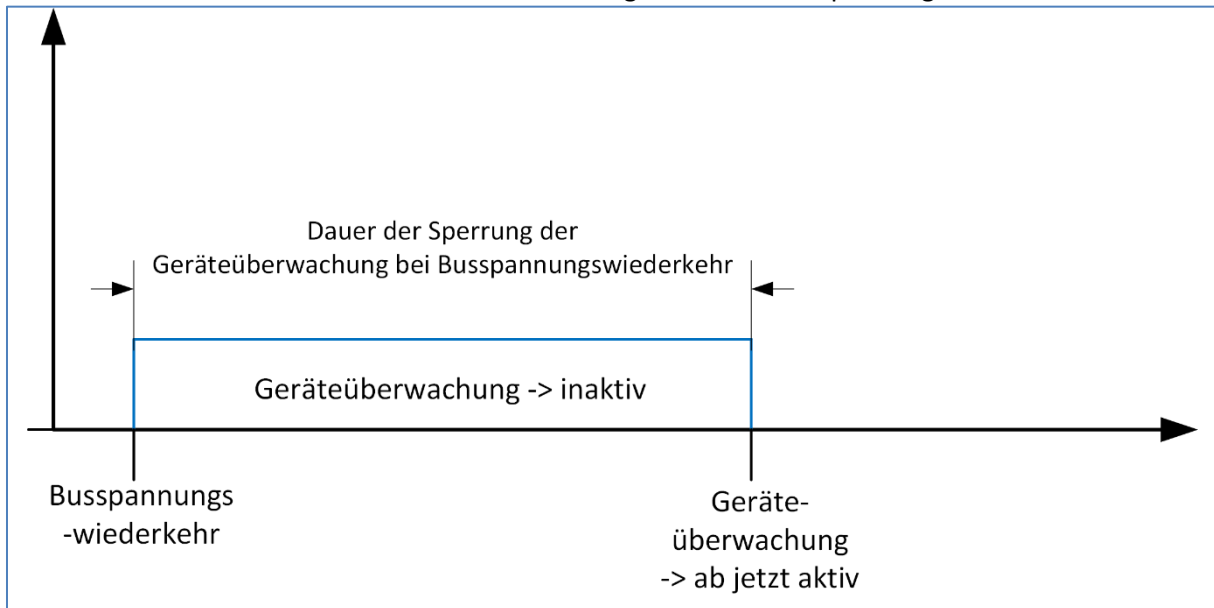 Dauer der Sperrung der
Geräteüberwachung bei Busspannungswiederkehr
Geräteüberwachung -> inaktiv
Busspannungs
-wiederkehr
Geräte-
überwachung
-> ab jetzt aktiv